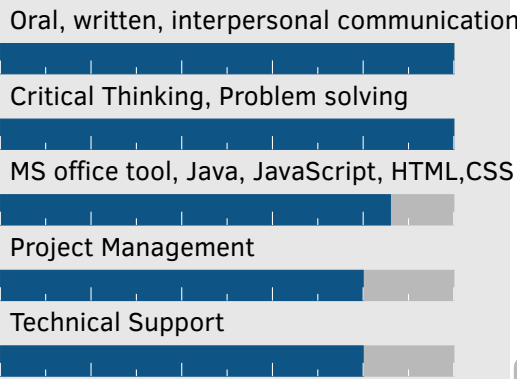 Oral, written, interpersonal communication
Critical Thinking, Problem solving
MS office tool, Java, JavaScript, HTML,CSS
Project Management
Technical Support